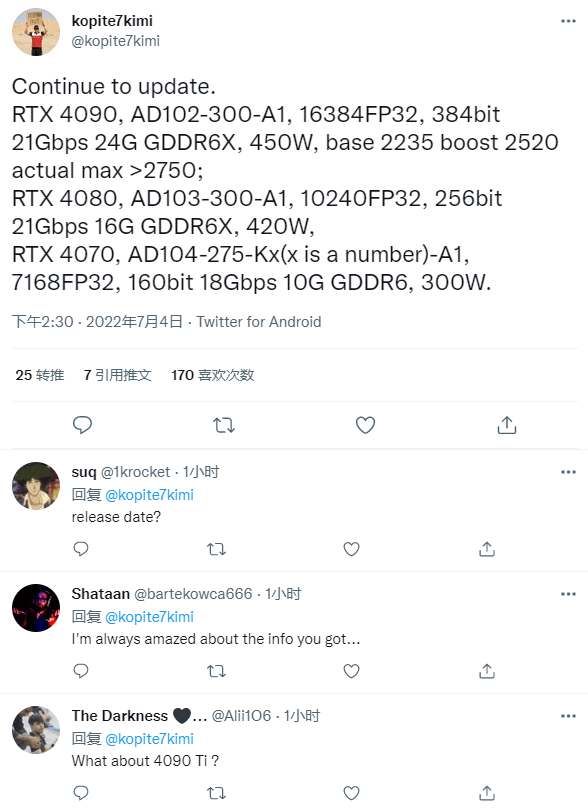 kopite7kimi
@kopite7kimi
Continue to update.
RTX 4090, AD102-300-A1, 16384FP32, 384bit
21Gbps 24G GDDR6X, 450W, base 2235 boost 2520
actual max >2750;
RTX 4080, AD103-300-A1, 10240FP32, 256bit
21Gbps 16G GDDR6X, 420W,
RTX 4070, AD104-275-Kx(x is a number)-A1,
7168FP32, 160bit 18Gbps 10G GDDR6, 300W.
下午2:30 · 2022年7月4日 · Twitter for Android
25 转推 7 引用推文 170 喜欢次数
suq @1krocket · 1小时
回复 @kopite7kimi
release date?
Shataan @bartekowca666 · 1小时
回复 @kopite7kimi
I'm always amazed about the info you got...
The Darkness 🖤... @Alii1O6 · 1小时
回复 @kopite7kimi
What about 4090 Ti ?